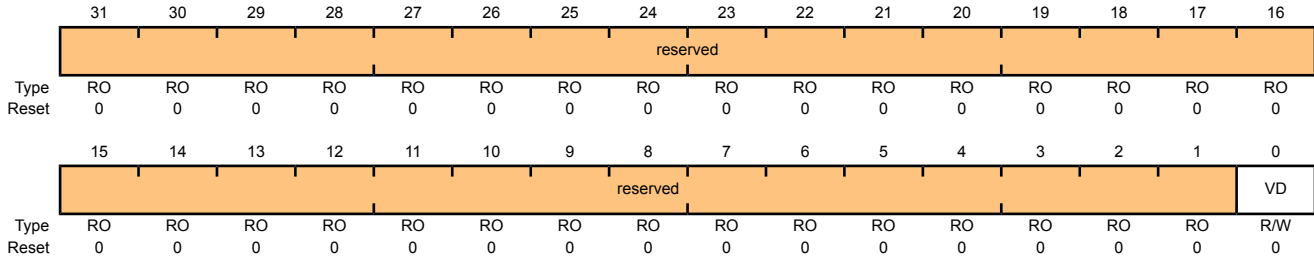 31 30 29 28 27 26 25 24 23 22 21 20 19 18 17 16
reserved
Type RO RO RO RO RO RO RO RO RO RO RO RO RO RO RO RO
Reset 0 0 0 0 0 0 0 0 0 0 0 0 0 0 0 0
15 14 13 12 11 10 9 8 7 6 5 4 3 2 1 0
reserved VD
Type RO RO RO RO RO RO RO RO RO RO RO RO RO RO RO R/W
Reset 0 0 0 0 0 0 0 0 0 0 0 0 0 0 0 0